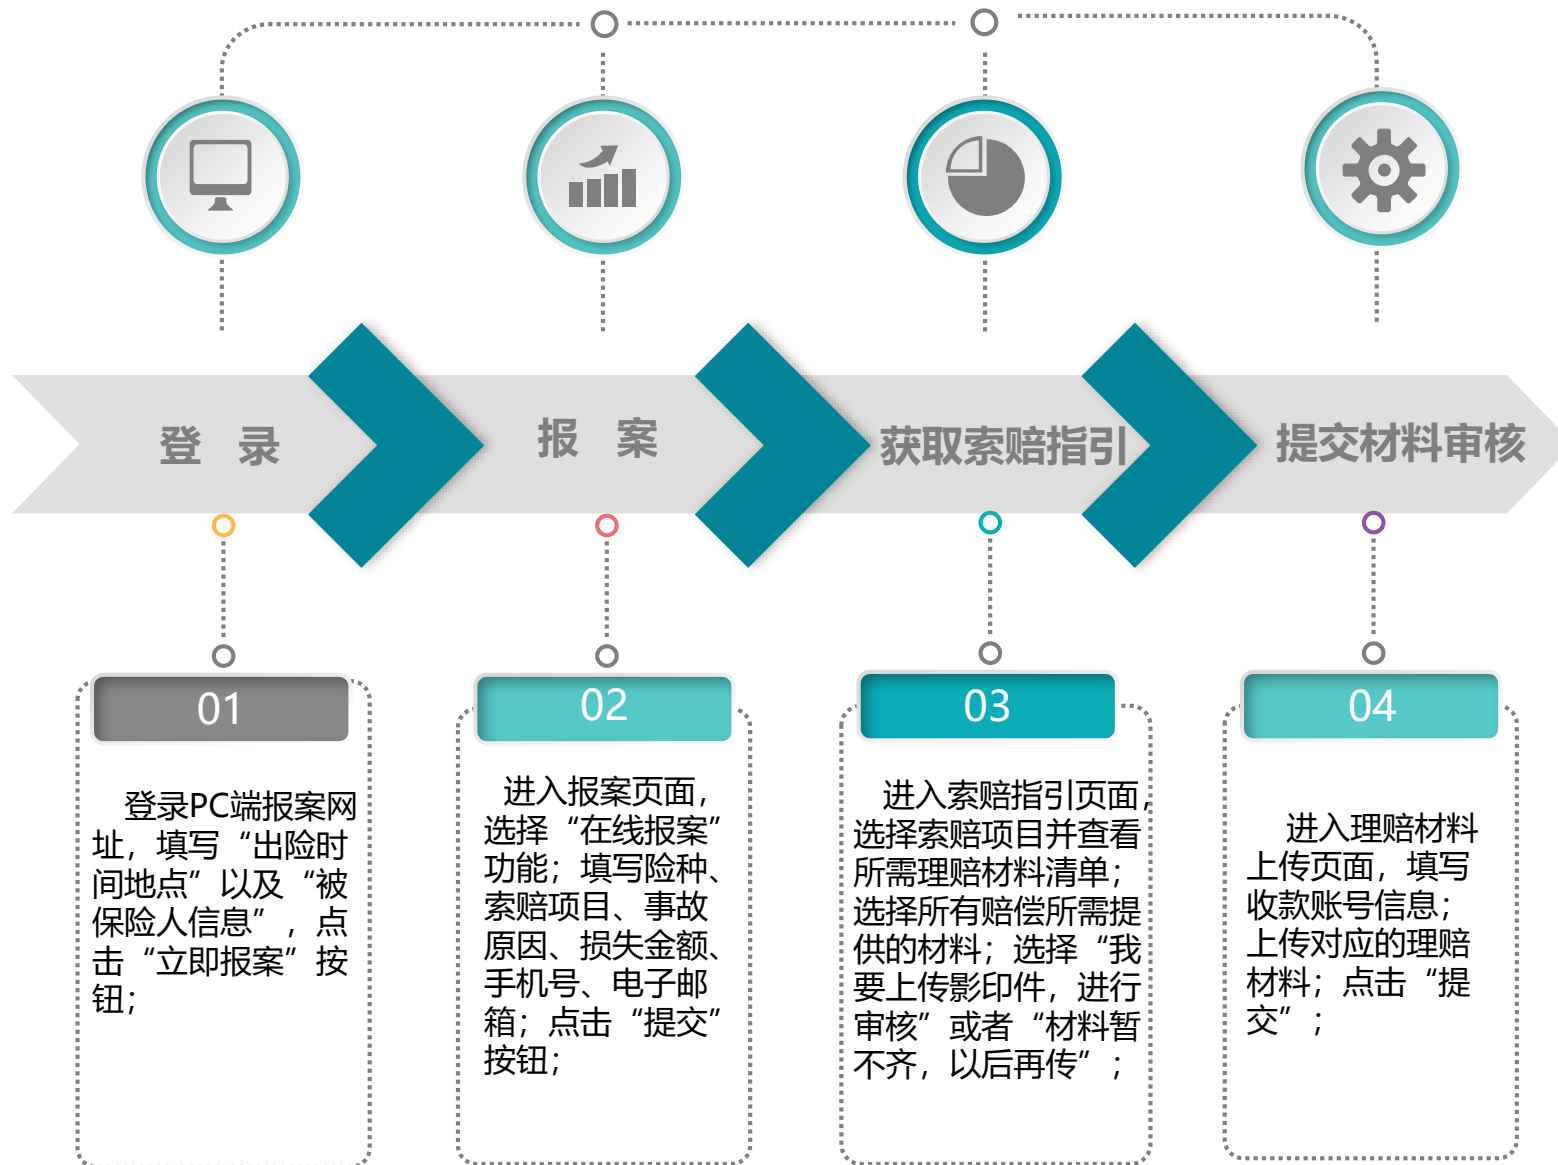 登 录
报 案
获取索赔指引
提交材料审核
01
登录PC端报案网
址，填写“出险时
间地点”以及“被
保险人信息”，点
击“立即报案”按
钮；
02
进入报案页面，
选择“在线报案”
功能；填写险种、
索赔项目、事故
原因、损失金额、
手机号、电子邮
箱；点击“提交”
按钮；
03
进入索赔指引页面，
选择索赔项目并查看
所需理赔材料清单；
选择所有赔偿所需提
供的材料；选择“我
要上传影印件，进行
审核”或者“材料暂
不齐，以后再传”；
04
进入理赔材料
上传页面，填写
收款账号信息；
上传对应的理赔
材料；点击“提
交”；